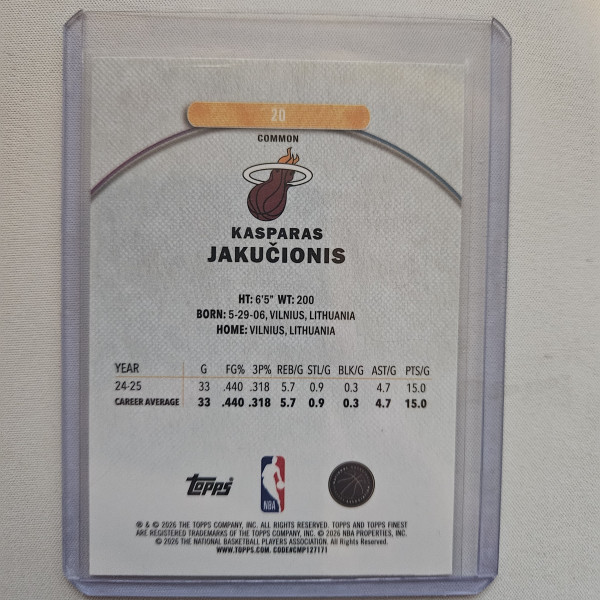 20
COMMON
KASPARAS
JAKUČIONIS
HT: 6'5" WT: 200
BORN: 5-29-06, VILNIUS, LITHUANIA
HOME: VILNIUS, LITHUANIA
YEAR G FG% 3P% REB/G STL/G BLK/G AST/G PTS/G
24-25 33 .440 .318 5.7 0.9 0.3 4.7 15.0
CAREER AVERAGE 33 .440 .318 5.7 0.9 0.3 4.7 15.0
topps
NBA
® & © 2026 THE TOPPS COMPANY, INC. ALL RIGHTS RESERVED. TOPPS AND TOPPS FINEST
ARE REGISTERED TRADEMARKS OF THE TOPPS COMPANY, INC. © 2026 NBA PROPERTIES, INC.
© 2026 THE NATIONAL BASKETBALL PLAYERS ASSOCIATION. All Rights Reserved.
WWW.TOPPS.COM. CODE#CMP127171